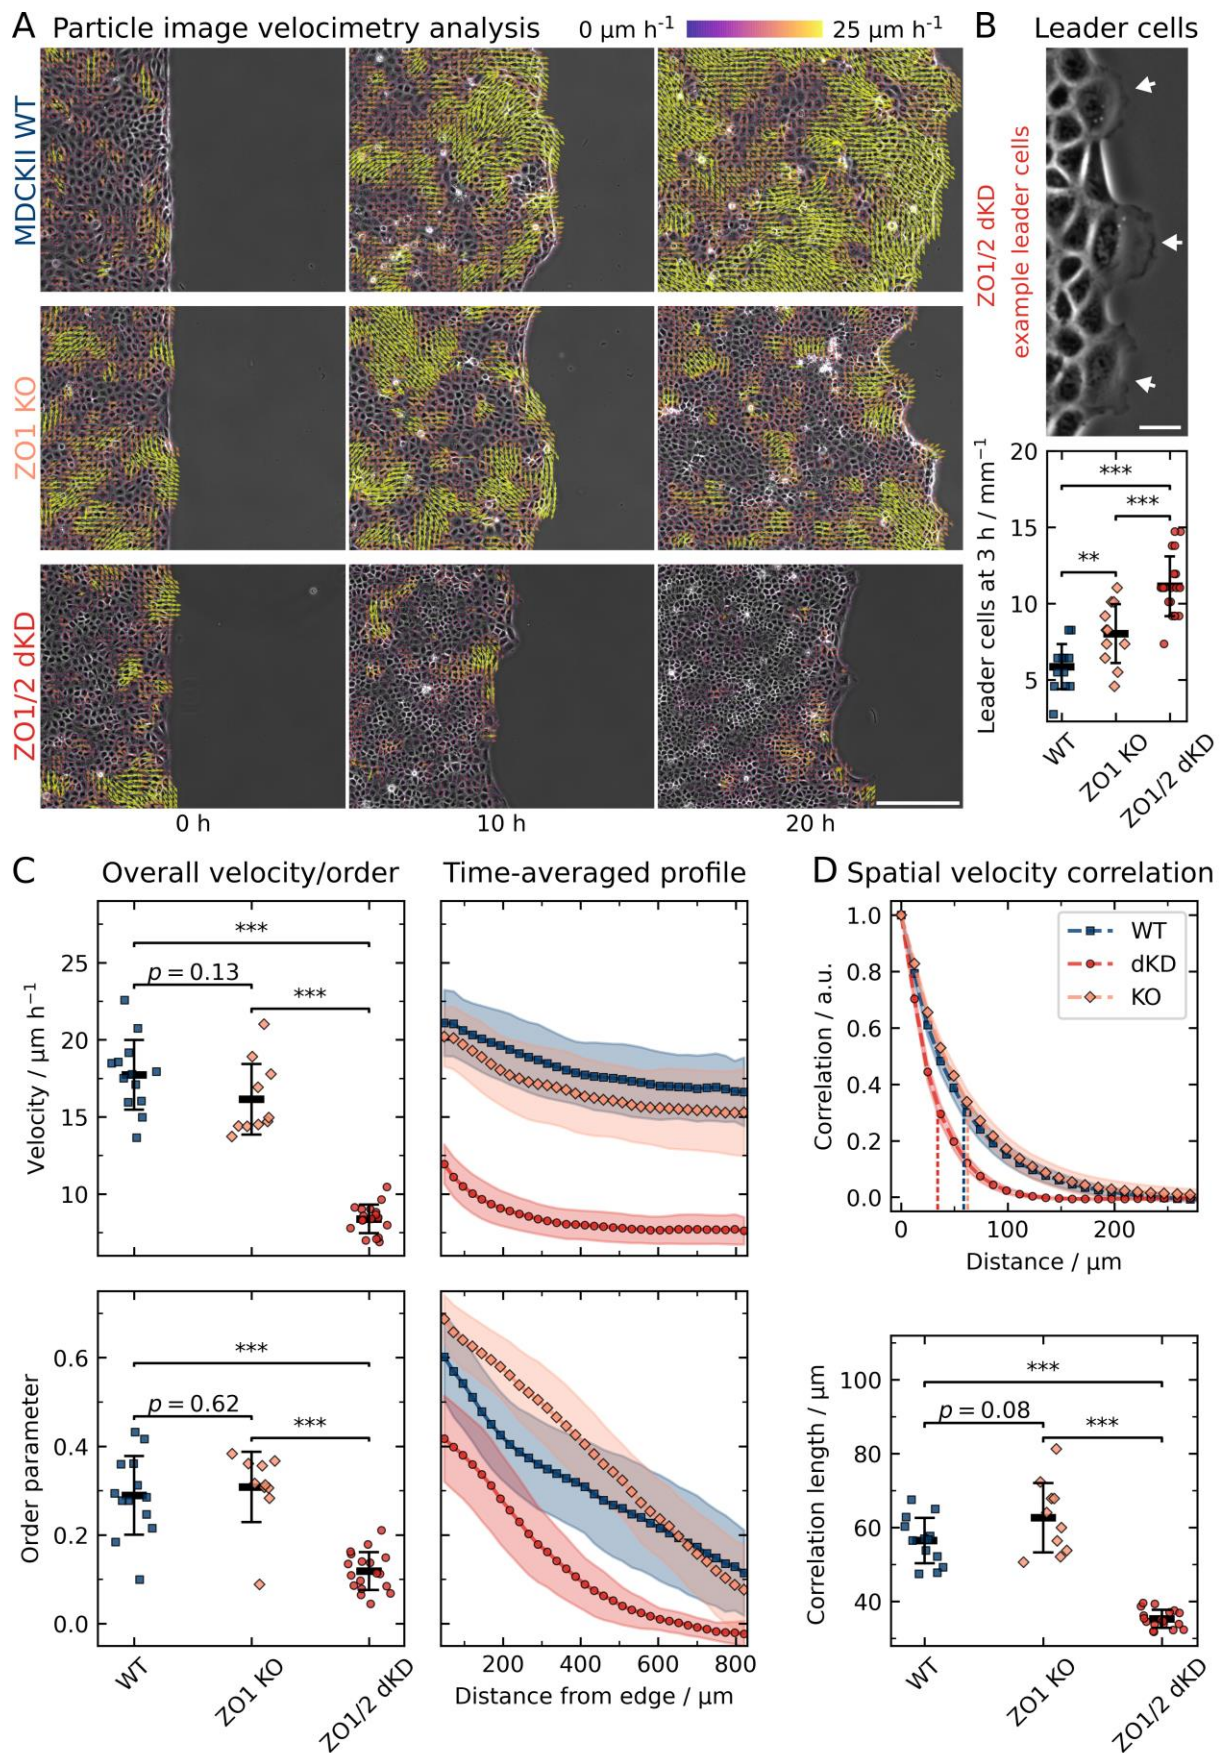 A Particle image velocimetry analysis 0 µm h⁻¹ 25 µm h⁻¹
B Leader cells
MDCKII WT
ZO1 KO
ZO1/2 dKD
0 h 10 h 20 h
ZO1/2 dKD
example leader cells
Leader cells at 3 h / mm⁻¹
20
15
10
5
***
***
**
WT ZO1 KO ZO1/2 dKD
C Overall velocity/order Time-averaged profile
Velocity / µm h⁻¹
25
20
15
10
***
p = 0.13
***
Order parameter
0.6
0.4
0.2
0.0
***
p = 0.62
***
WT ZO1 KO ZO1/2 dKD
200 400 600 800
Distance from edge / µm
D Spatial velocity correlation
Correlation / a.u.
1.0
0.8
0.6
0.4
0.2
0.0
WT
dKD
KO
0 100 200
Distance / µm
Correlation length / µm
100
80
60
40
***
p = 0.08
***
WT ZO1 KO ZO1/2 dKD